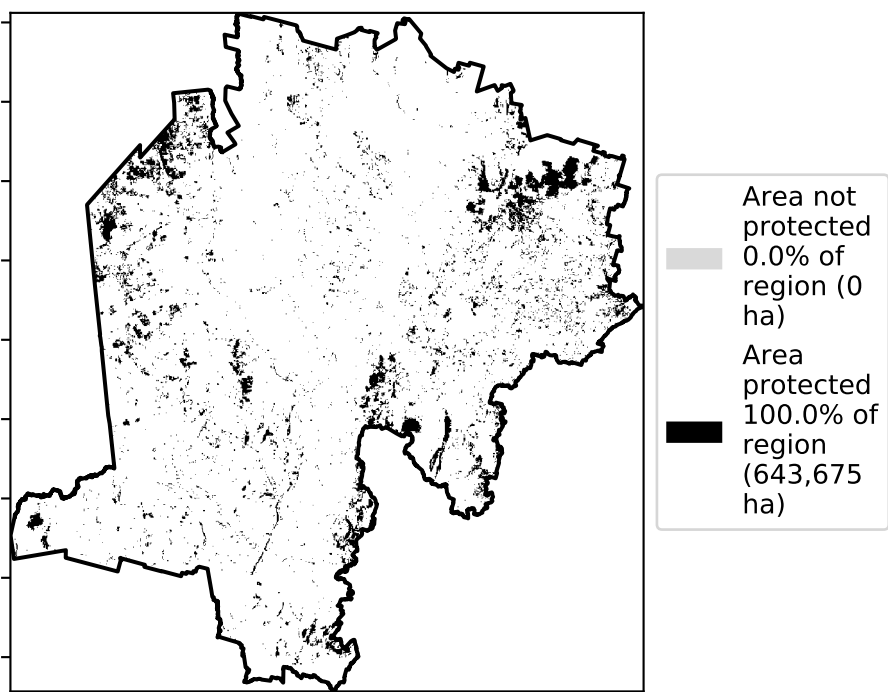 Area not
protected
0.0% of
region (0
ha)
Area
protected
100.0% of
region
(643,675
ha)